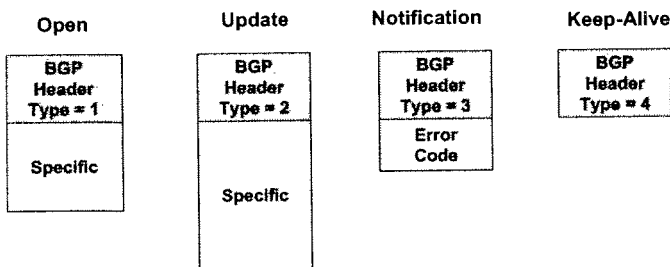 Open
BGP
Header
Type = 1
Specific
Update
BGP
Header
Type = 2
Specific
Notification
BGP
Header
Type = 3
Error
Code
Keep-Alive
BGP
Header
Type = 4